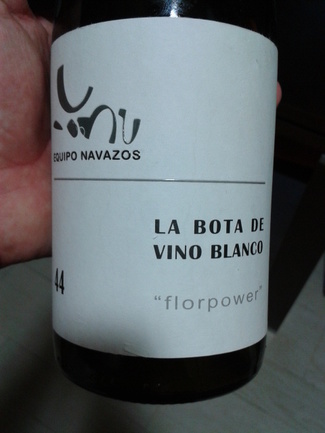 EQUIPO NAVAZOS
LA BOTA DE
VINO BLANCO
44
"florpower"